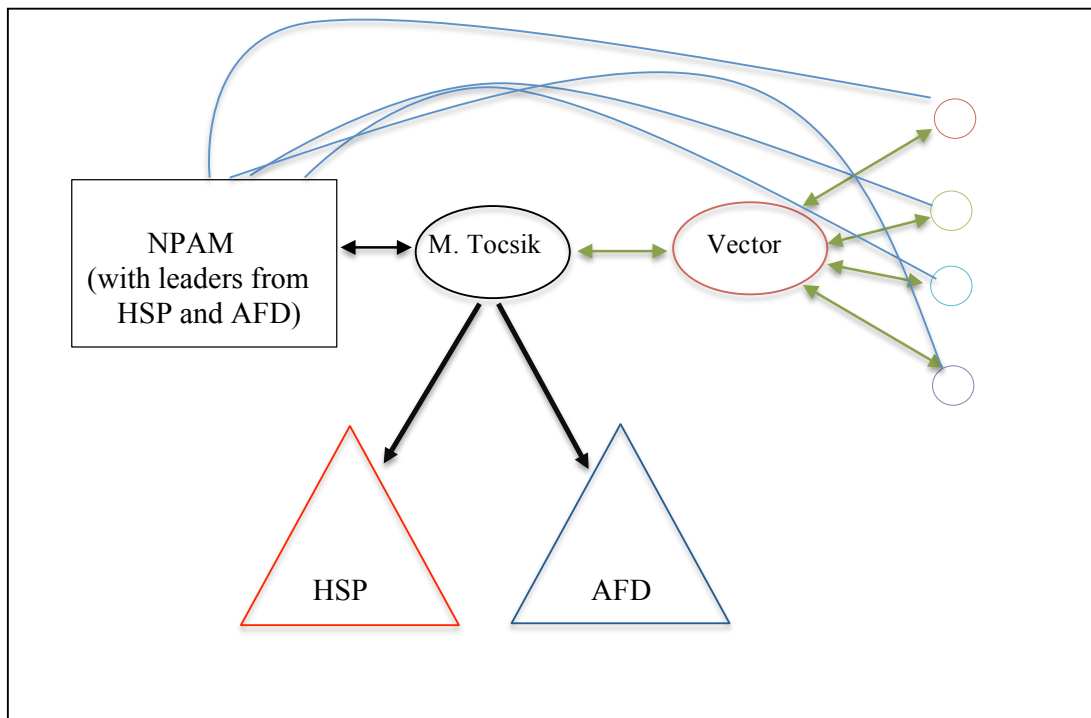 NPAM
(with leaders from
HSP and AFD)
M. Tocsik
Vector
HSP
AFD